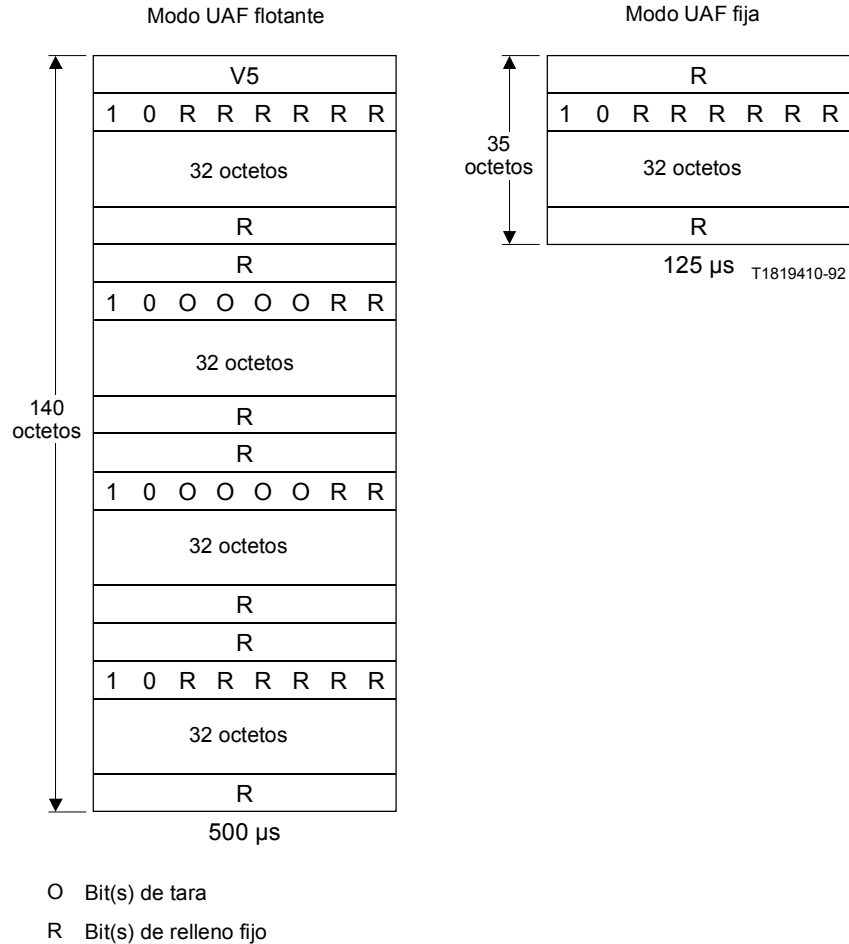 Modo UAF flotante
V5
1 0 R R R R R R
32 octetos
R
R
1 0 O O O O R R
32 octetos
R
R
1 0 O O O O R R
32 octetos
R
R
1 0 R R R R R R
32 octetos
R
140
octetos
500 µs
Modo UAF fija
R
1 0 R R R R R R
32 octetos
R
35
octetos
125 µs
T1819410-92
O Bit(s) de tara
R Bit(s) de relleno fijo